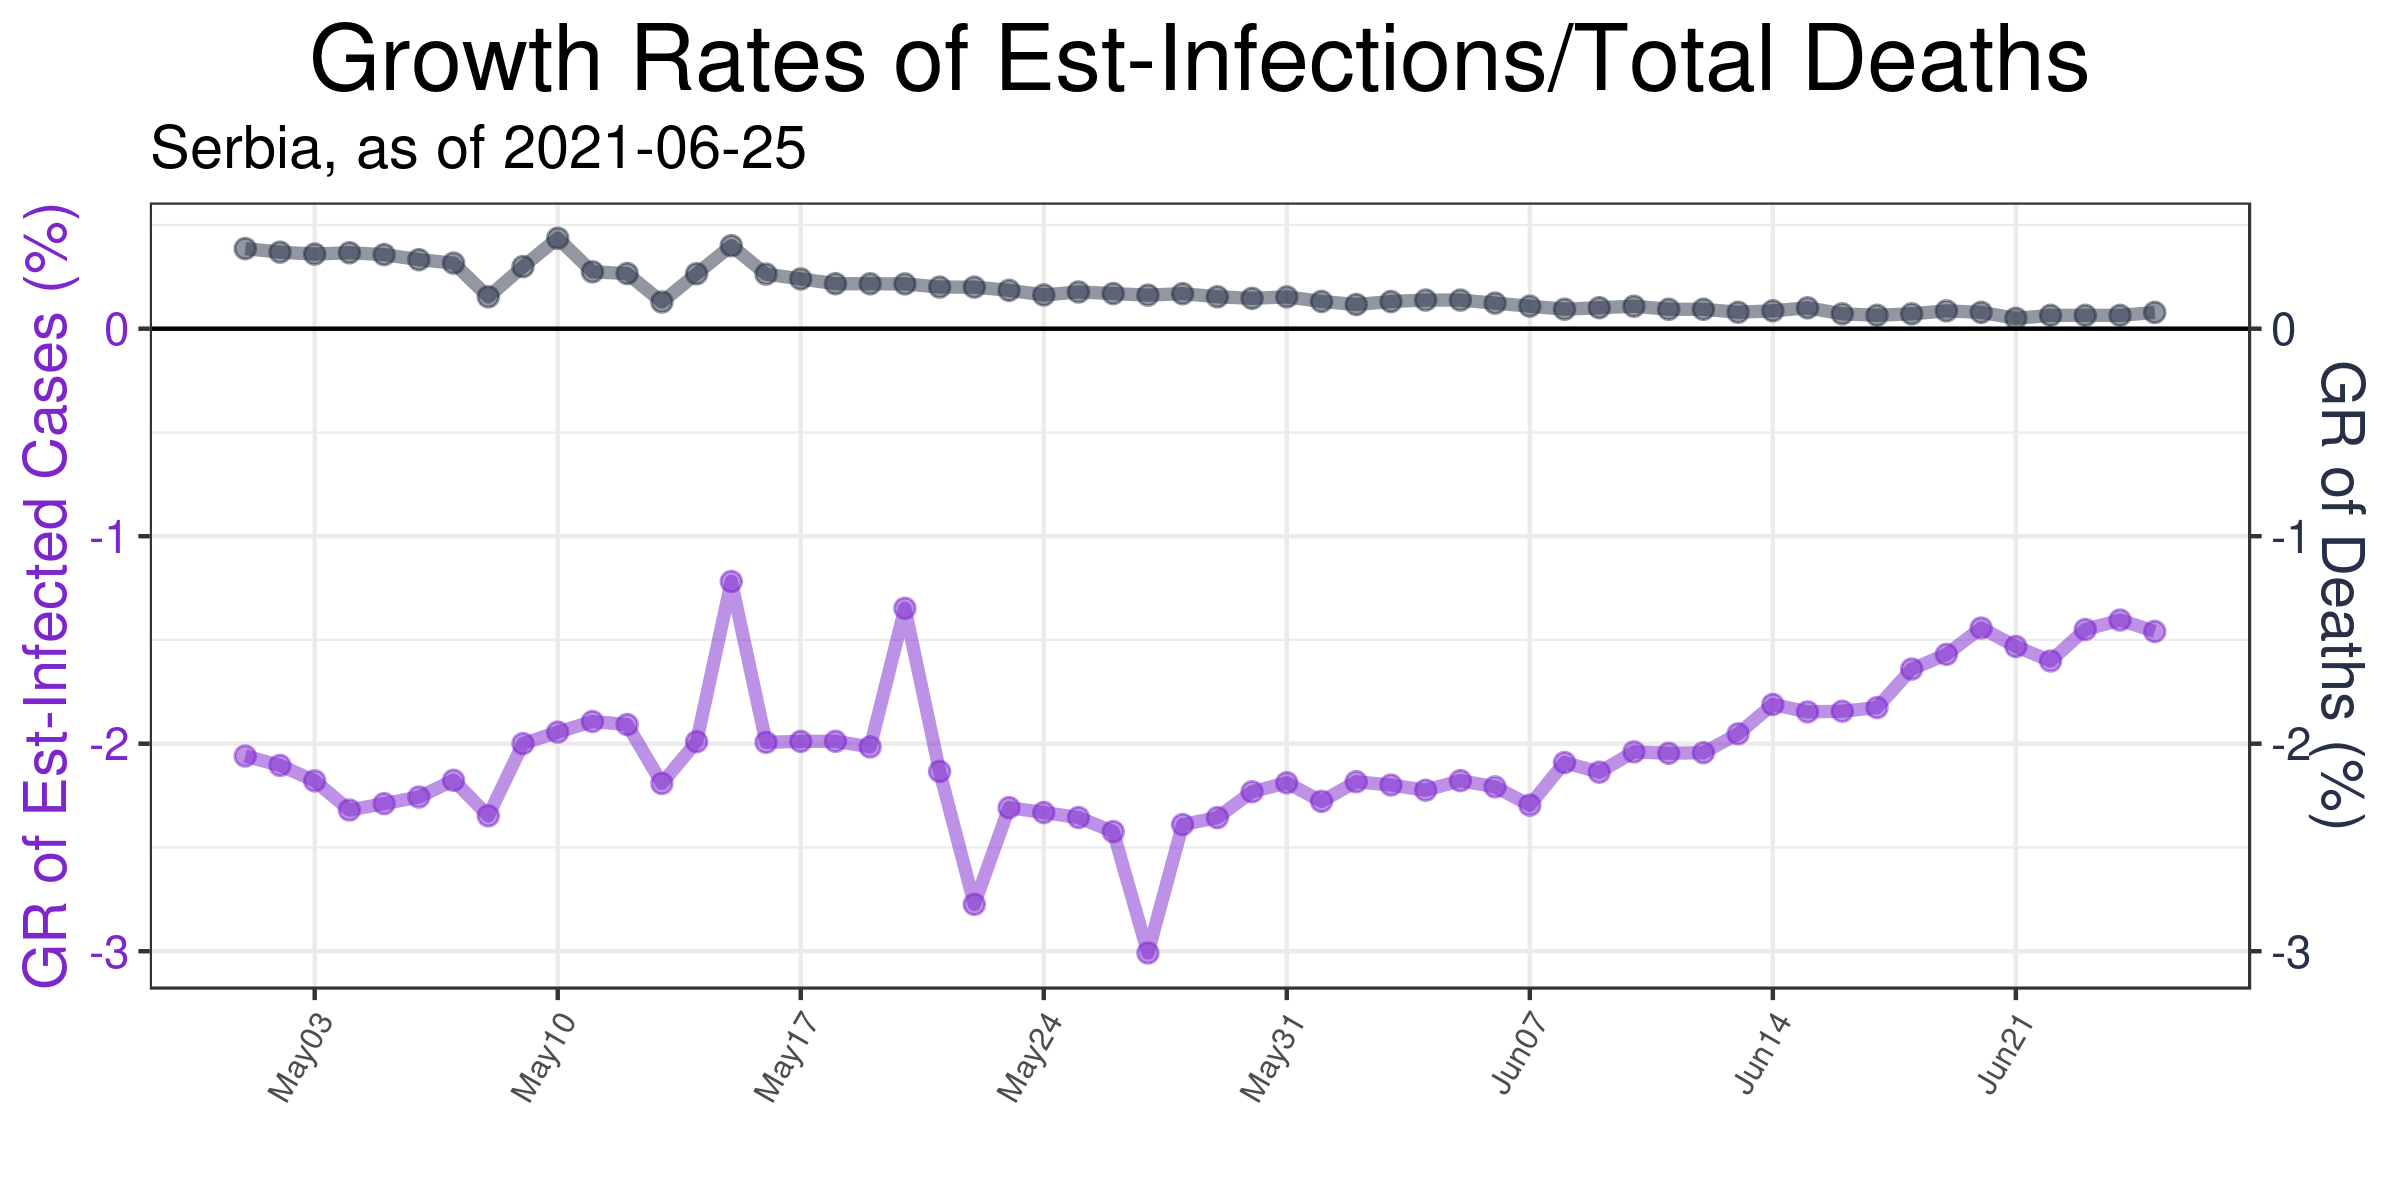 Growth Rates of Est-Infections/Total Deaths
Serbia, as of 2021-06-25
GR of Est-Infected Cases (%)
0
-1
-2
-3
0
-1
-2
-3
GR of Deaths (%)
May03
May10
May17
May24
May31
Jun07
Jun14
Jun21